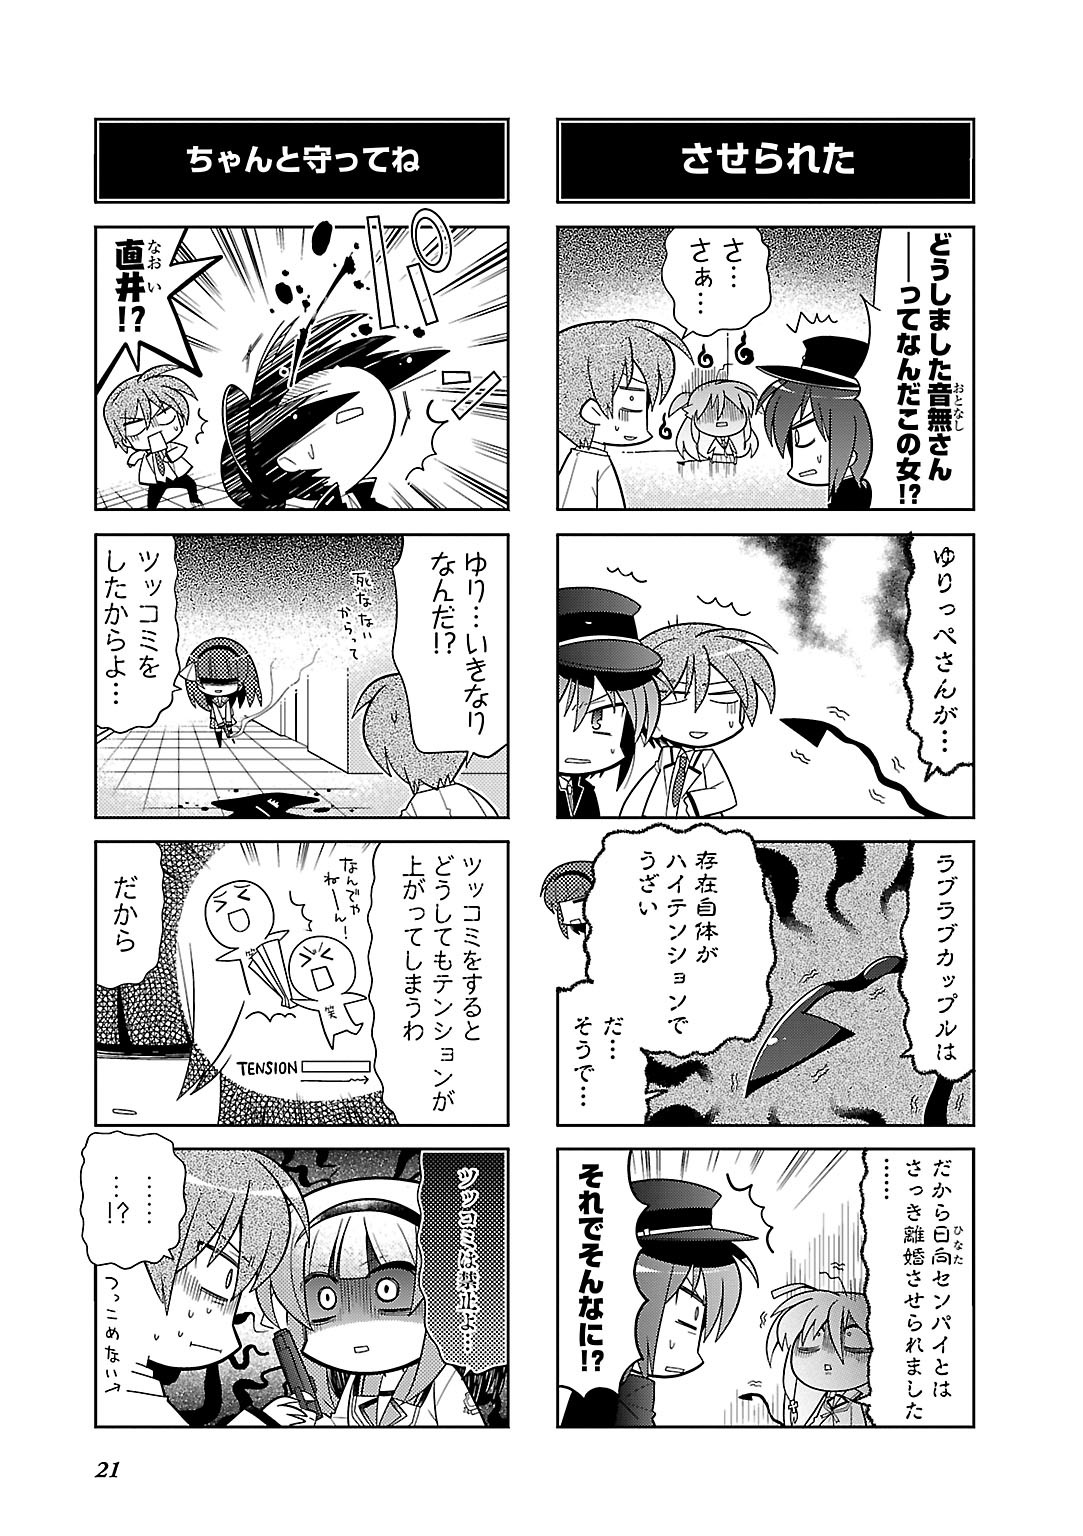 させられた
どうしました音無さん
おとなし
――ってなんだこの女!?
さ…
さぁ…
ゆりっぺさんが…
ラブラブカップルは
存在自体が
ハイテンションで
うざい
だ…
そうで…
だから日向センパイとは
ひなた
さっき離婚させられました
……
それでそんなに!?
ちゃんと守ってね
直井!?
なおい
ゆり…いきなり
なんだ!?
死なない
からって
ツッコミを
したからよ…
ツッコミをすると
どうしてもテンションが
上がってしまうわ
なんでや
ねーん!
笑
笑
TENSION
だから
ツッコミは禁止よ…
……
…!?
つっこめない→
21